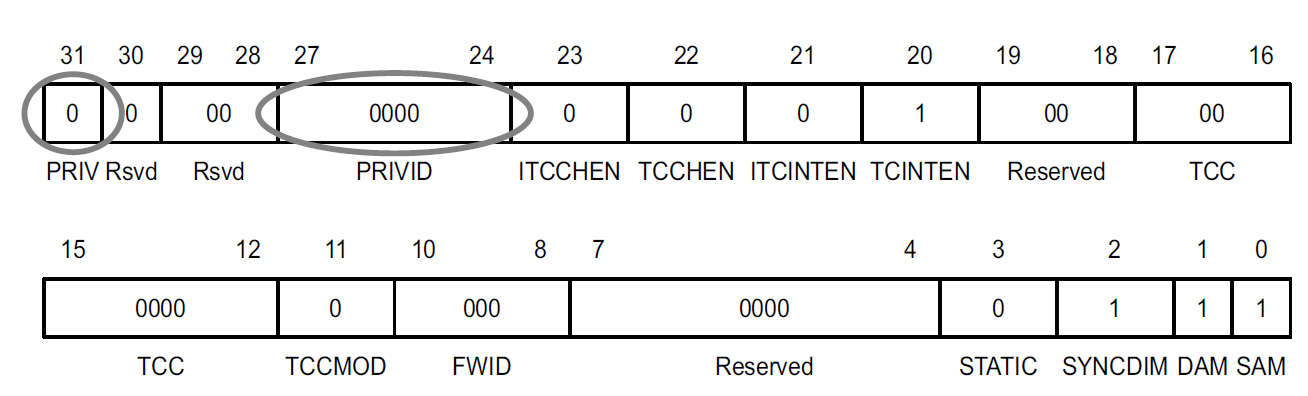 31 30 29 28 27 24 23 22 21 20 19 18 17 16
0 0 00 0000 0 0 0 1 00 00
PRIV Rsvd Rsvd PRIVID ITCCHEN TCCHEN ITCINTEN TCINTEN Reserved TCC
15 12 11 10 8 7 4 3 2 1 0
0000 0 000 0000 0 1 1 1
TCC TCCMOD FWID Reserved STATIC SYNCDIM DAM SAM